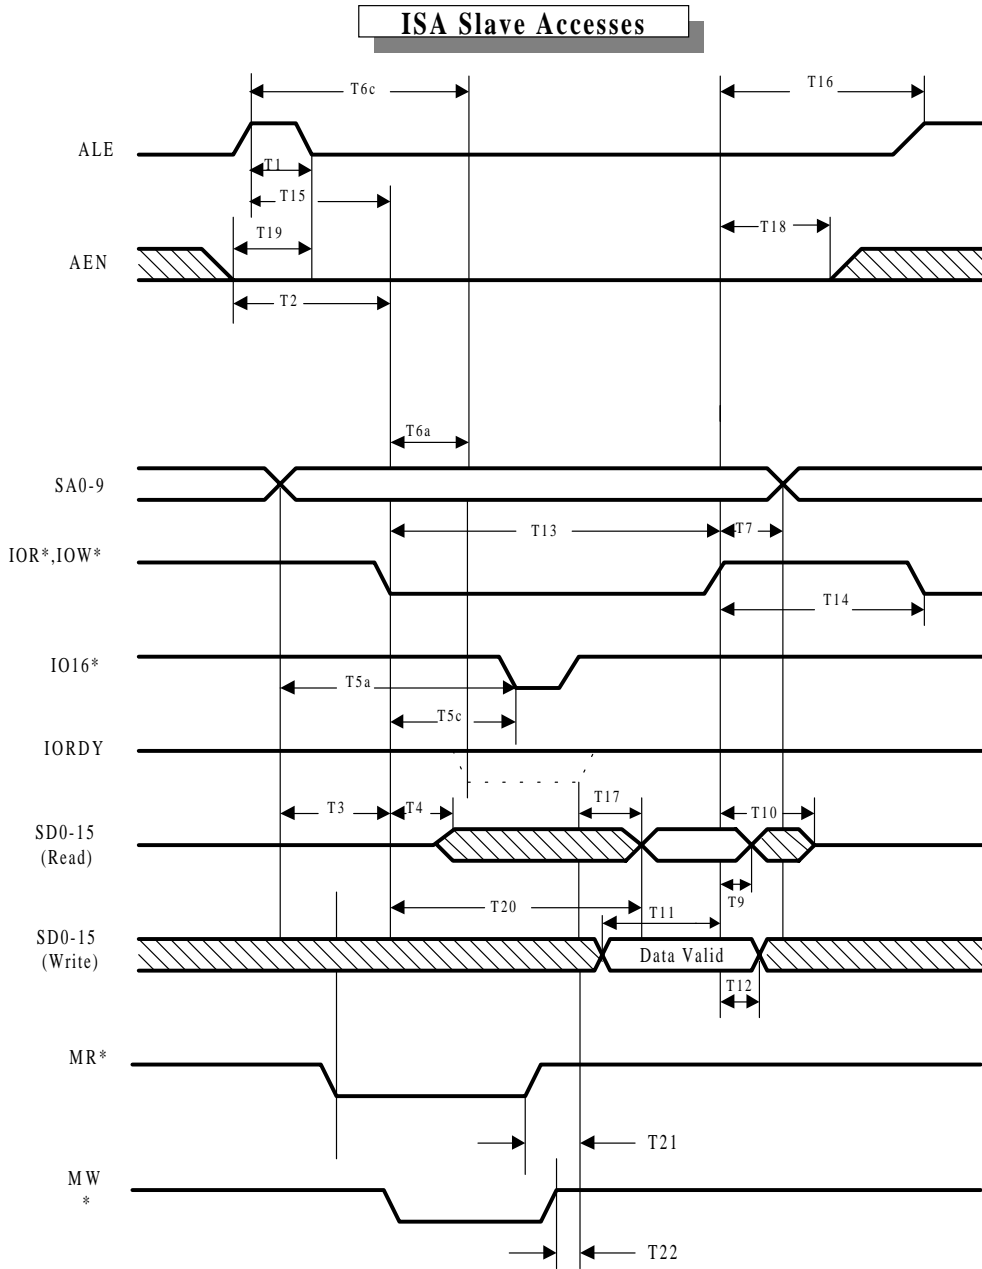 ISA Slave Accesses
T6c
T16
ALE
T1
T15
T19
T18
AEN
T2
T6a
SA0-9
T13
T7
IOR*,IOW*
T14
IO16*
T5a
T5c
IORDY
T3
T4
T17
T10
SD0-15
(Read)
T9
T20
T11
SD0-15
(Write)
Data Valid
T12
MR*
T21
MW
*
T22